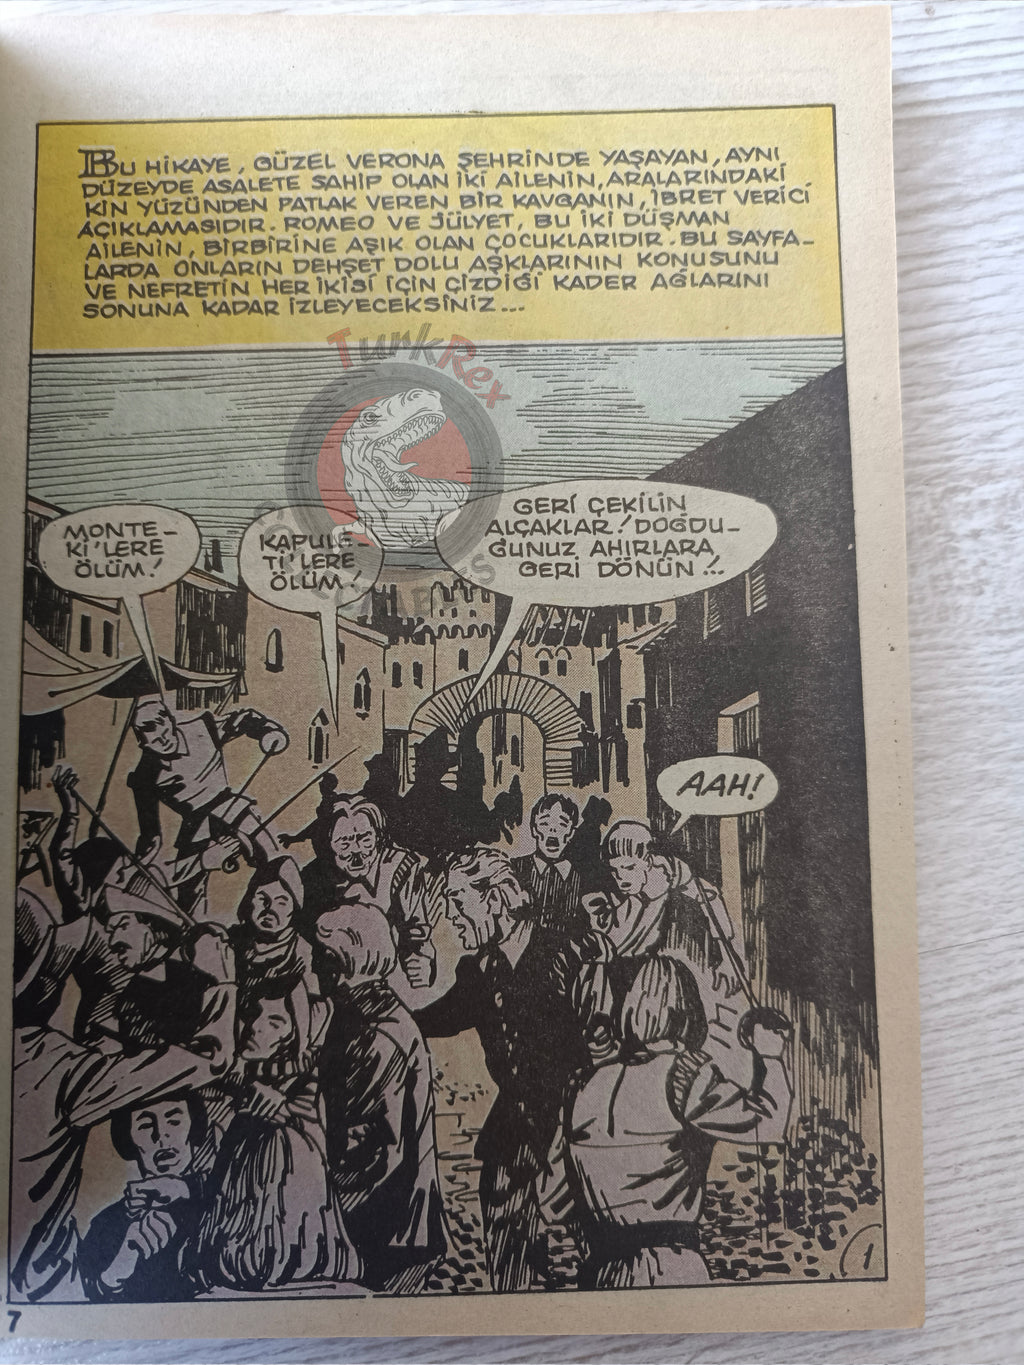 BU HİKAYE, GÜZEL VERONA ŞEHRİNDE YAŞAYAN, AYNI
DÜZEYDE ASALETE SAHİP OLAN İKİ AİLENİN, ARALARINDAKİ
KİN YÜZÜNDEN PATLAK VEREN BİR KAVGANIN, İBRET VERİCİ
AÇIKLAMASIDIR. ROMEO VE JÜLYET, BU İKİ DÜŞMAN
AİLENİN, BİRBİRİNE AŞIK OLAN ÇOCUKLARIDIR. BU SAYFA-
LARDA ONLARIN DEHŞET DOLU AŞKLARININ KONUSUNU
VE NEFRETİN HER İKİSİ İÇİN ÇİZDİĞİ KADER AĞLARINI
SONUNA KADAR İZLEYECEKSİNİZ...
TurkRex
MONTE-
Kİ'LERE
ÖLÜM!
KAPULE-
Tİ'LERE
ÖLÜM!
GERİ ÇEKİLİN
ALÇAKLAR! DOĞDU-
ĞUNUZ AHIRLARA
GERİ DÖNÜN!..
AAH!
1
7